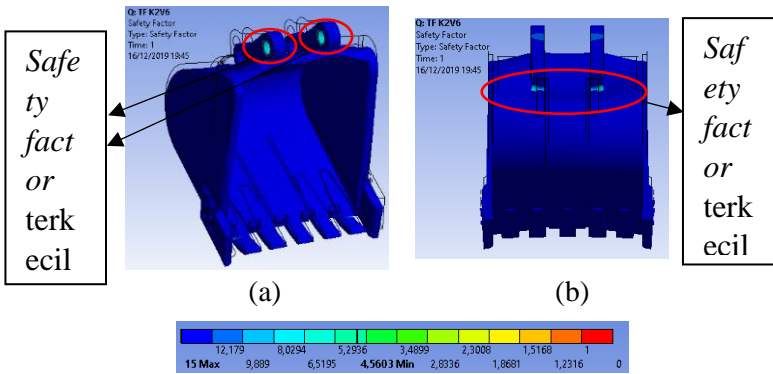 Q: TF K2V6
Safety Factor
Type: Safety Factor
Time: 1
16/12/2019 19:45
Safe
ty
fact
or
terk
ecil
Q: TF K2V6
Safety Factor
Type: Safety Factor
Time: 1
16/12/2019 19:45
Saf
ety
fact
or
terk
ecil
(a)
(b)
12,179 8,0294 5,2936 3,4899 2,3008 1,5168 1
15 Max 9,889 6,5195 4,5603 Min 2,8336 1,8681 1,2316 0